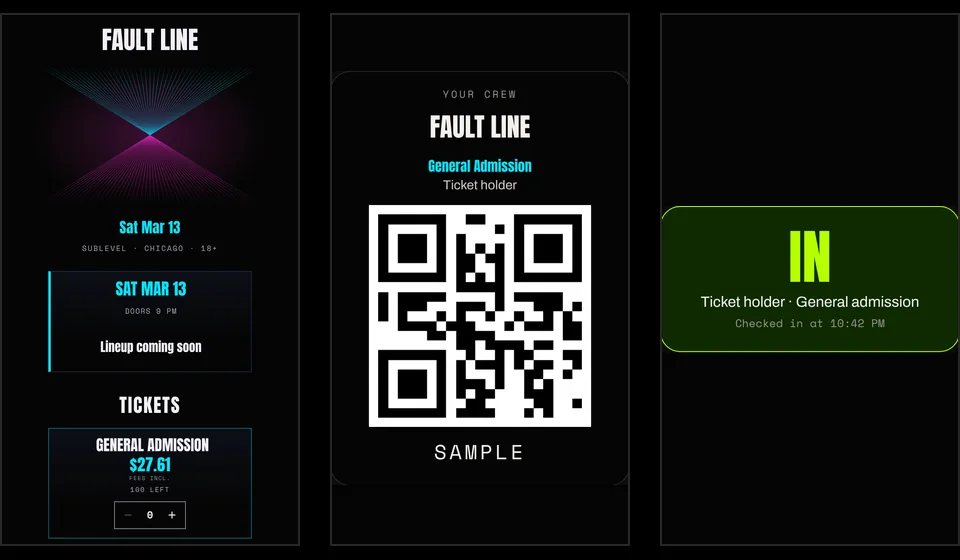 FAULT LINE
Sat Mar 13
SUBLEVEL · CHICAGO · 18+
SAT MAR 13
DOORS 9 PM
Lineup coming soon
TICKETS
GENERAL ADMISSION
$27.61
FEES INCL.
100 LEFT
− 0 +
YOUR CREW
FAULT LINE
General Admission
Ticket holder
SAMPLE
IN
Ticket holder · General admission
Checked in at 10:42 PM